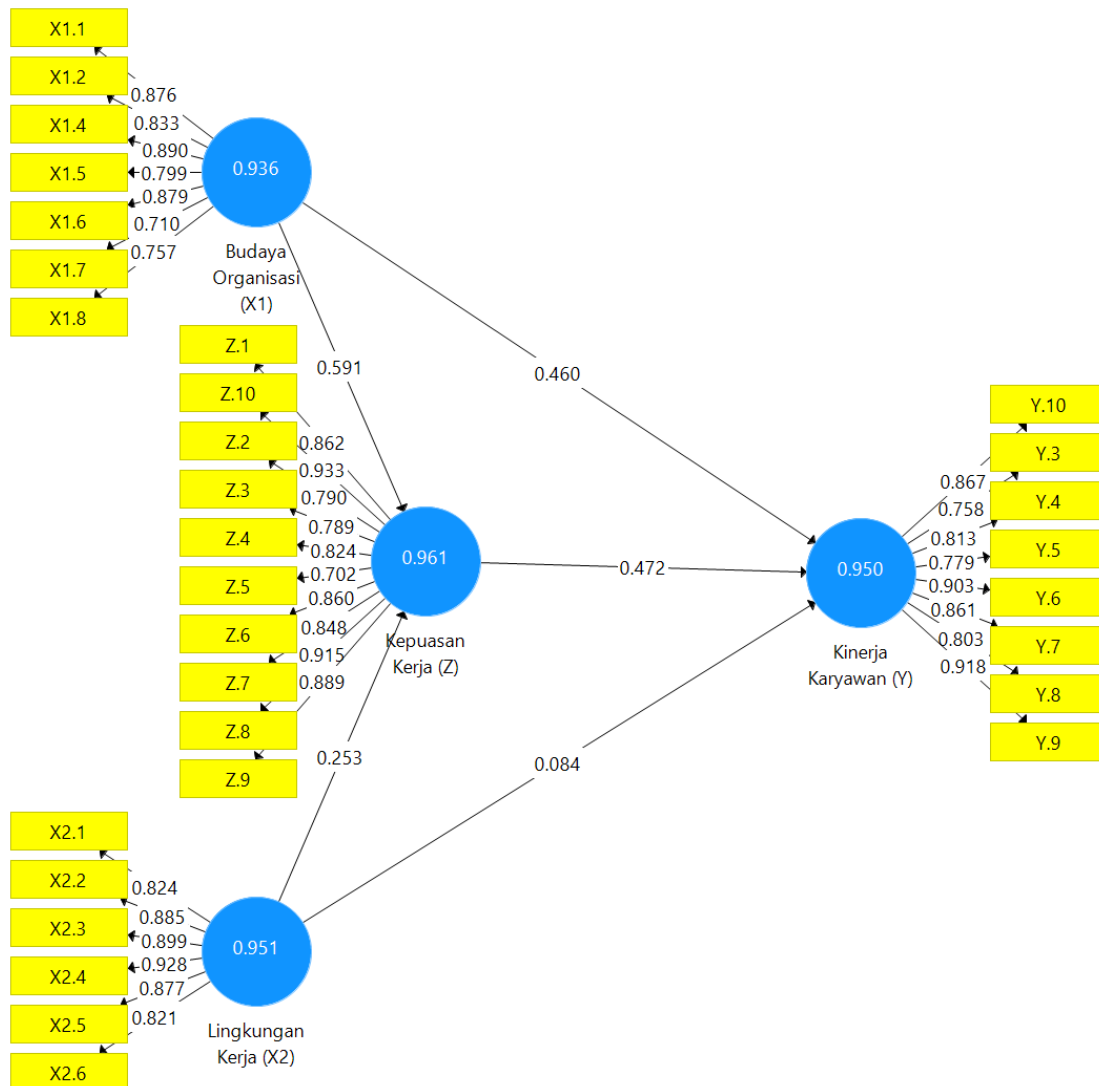 X1.1
X1.2
X1.4
X1.5
X1.6
X1.7
X1.8
0.876
0.833
0.890
0.799
0.879
0.710
0.757
0.936
Budaya
Organisasi
(X1)
0.591
0.460
Z.1
Z.10
Z.2
Z.3
Z.4
Z.5
Z.6
Z.7
Z.8
Z.9
0.862
0.933
0.790
0.789
0.824
0.702
0.860
0.848
0.915
0.889
0.961
Kepuasan
Kerja (Z)
0.472
0.253
0.084
0.950
Kinerja
Karyawan (Y)
0.867
0.758
0.813
0.779
0.903
0.861
0.803
0.918
Y.10
Y.3
Y.4
Y.5
Y.6
Y.7
Y.8
Y.9
X2.1
X2.2
X2.3
X2.4
X2.5
X2.6
0.824
0.885
0.899
0.928
0.877
0.821
0.951
Lingkungan
Kerja (X2)